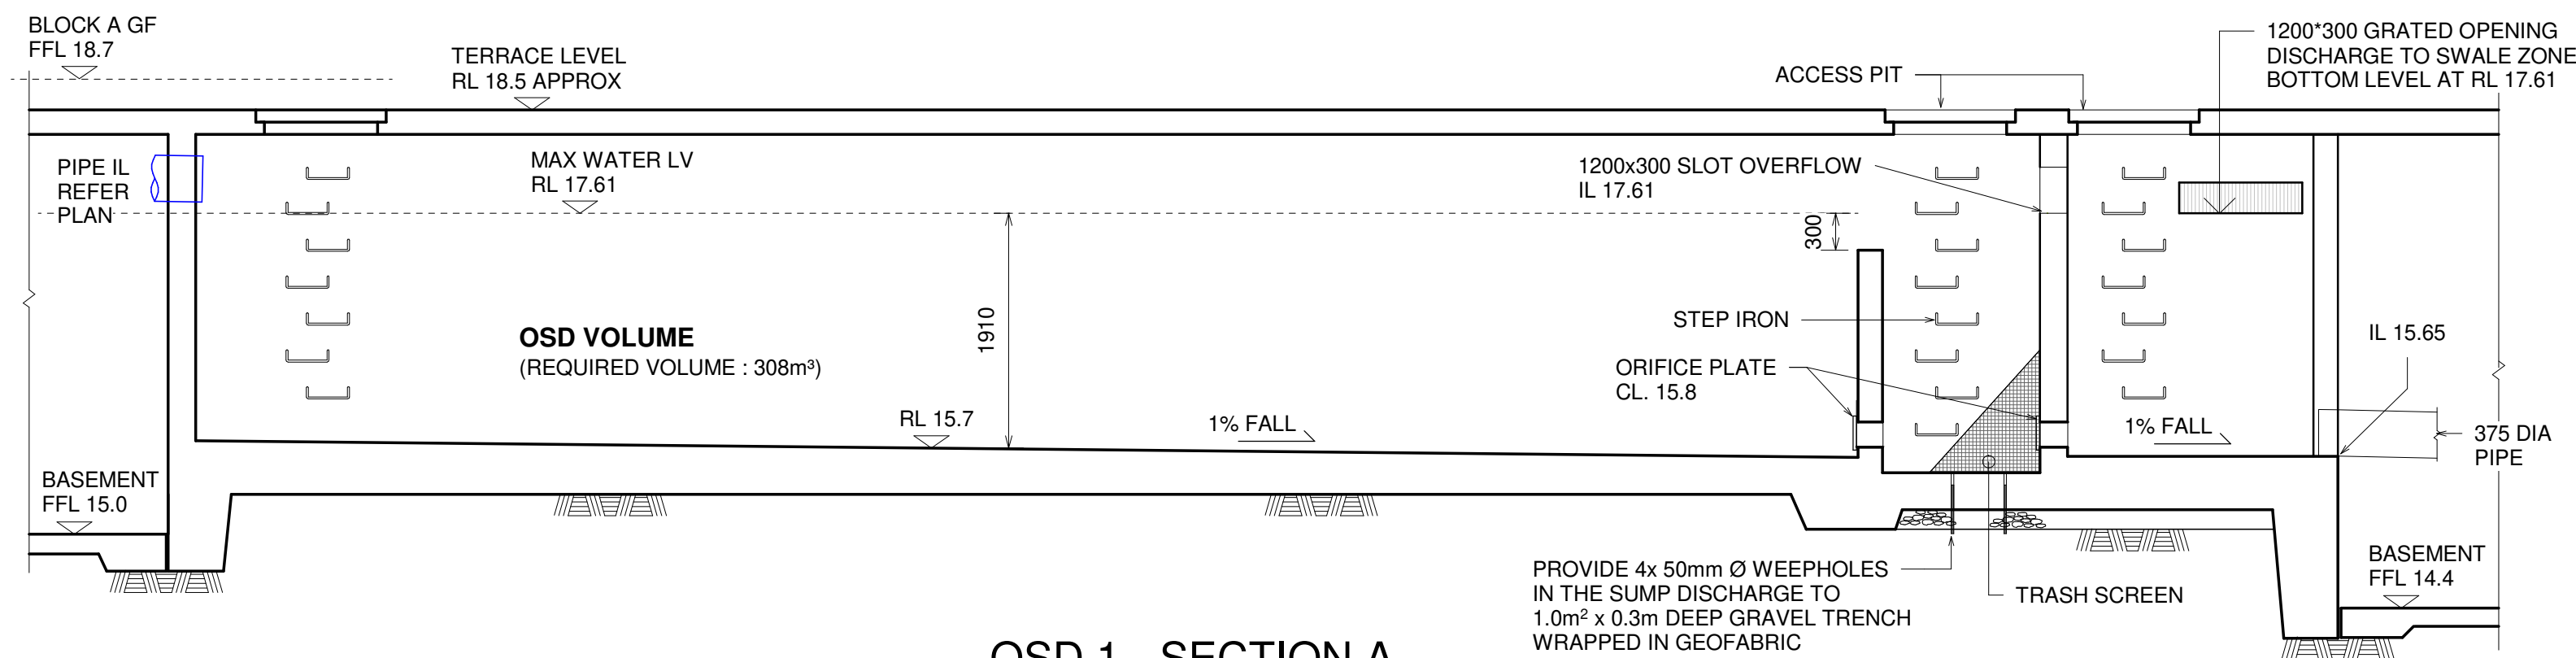 BLOCK A GF
FFL 18.7
TERRACE LEVEL
RL 18.5 APPROX
ACCESS PIT
1200*300 GRATED OPENING
DISCHARGE TO SWALE ZONE
BOTTOM LEVEL AT RL 17.61
PIPE IL
REFER
PLAN
MAX WATER LV
RL 17.61
1200x300 SLOT OVERFLOW
IL 17.61
300
1910
OSD VOLUME
(REQUIRED VOLUME : 308m³)
STEP IRON
ORIFICE PLATE
CL. 15.8
IL 15.65
RL 15.7
1% FALL
1% FALL
375 DIA
PIPE
BASEMENT
FFL 15.0
PROVIDE 4x 50mm Ø WEEPHOLES
IN THE SUMP DISCHARGE TO
1.0m² x 0.3m DEEP GRAVEL TRENCH
WRAPPED IN GEOFABRIC
TRASH SCREEN
BASEMENT
FFL 14.4
OSD 1 - SECTION A